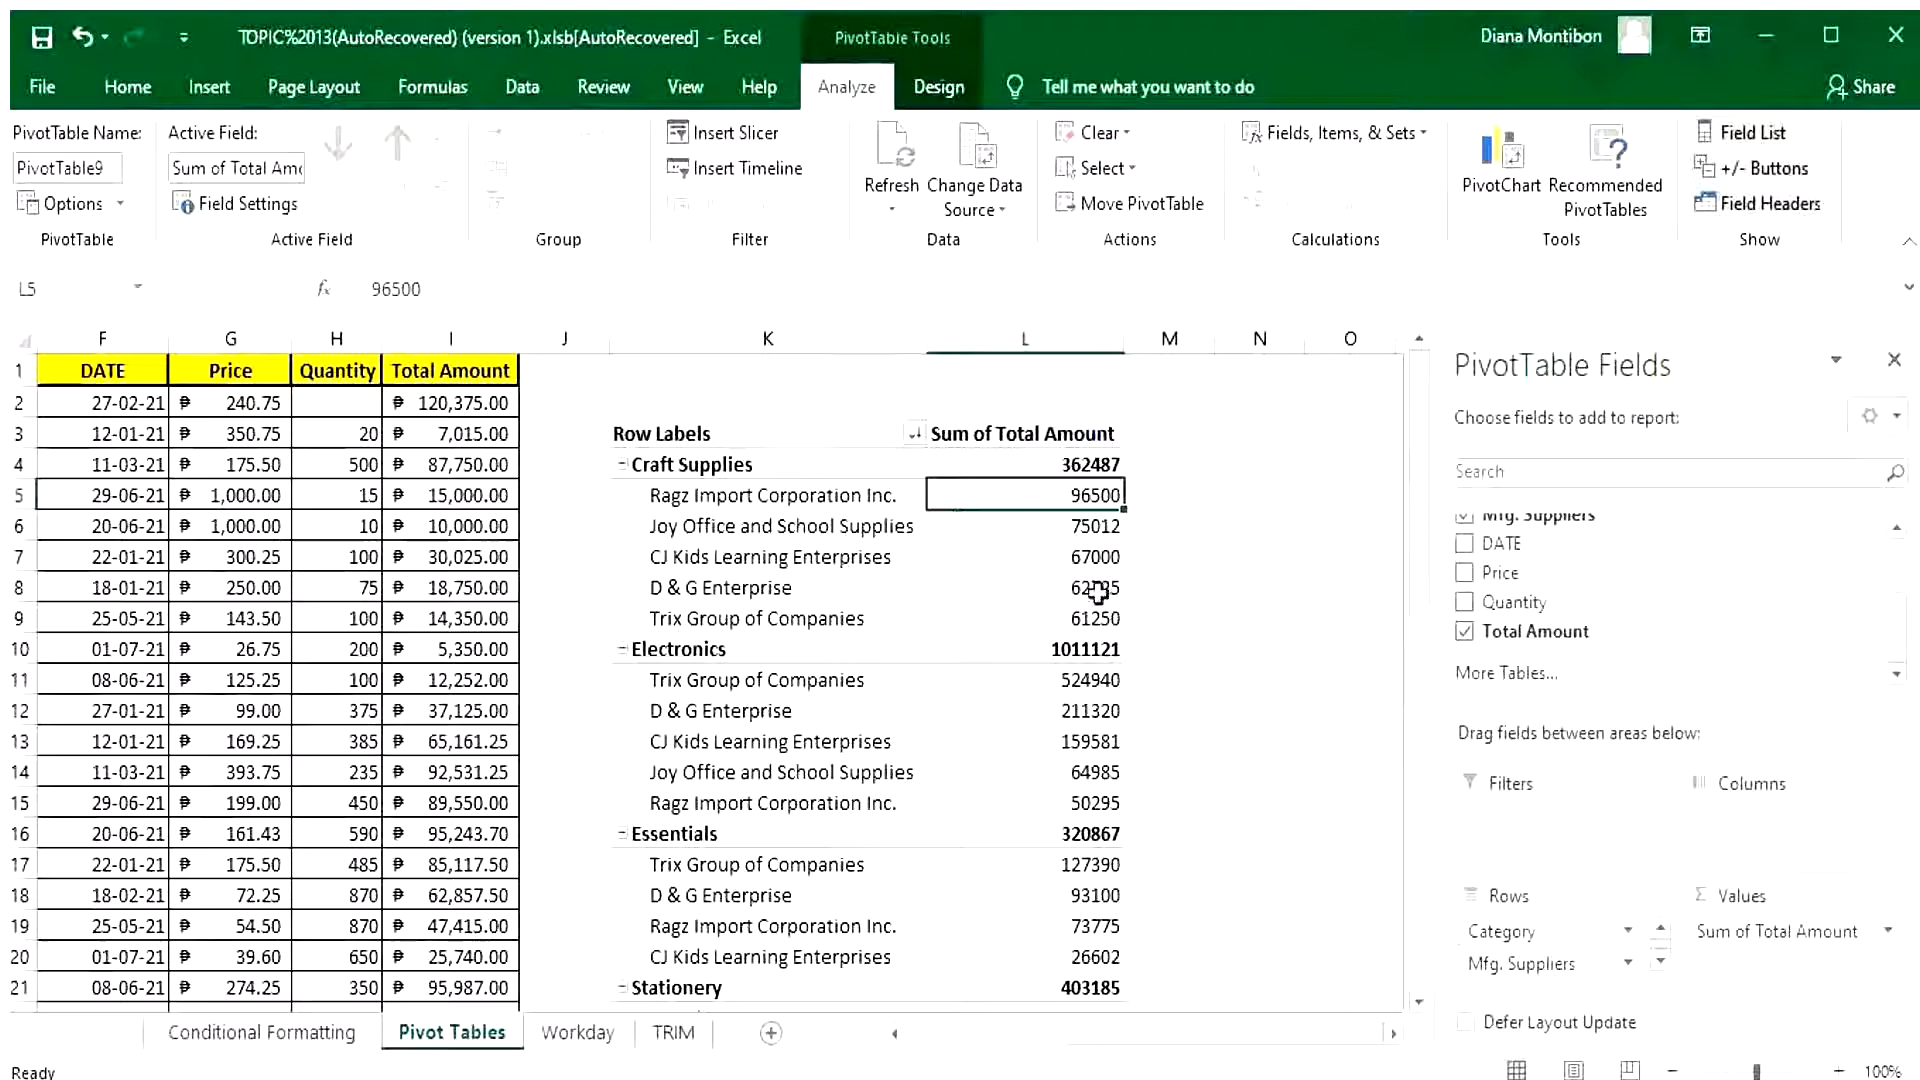 TOPIC%2013(AutoRecovered) (version 1).xlsb[AutoRecovered] - Excel
PivotTable Tools
Diana Montibon
File Home Insert Page Layout Formulas Data Review View Help Analyze Design Tell me what you want to do Share
PivotTable Name: Active Field: Insert Slicer Clear Fields, Items, & Sets Field List
PivotTable9 Sum of Total Amo Insert Timeline Select +/- Buttons
Refresh Change Data Source PivotChart Recommended PivotTables
Options Field Settings Move PivotTable Field Headers
PivotTable Active Field Group Filter Data Actions Calculations Tools Show
L5 fx 96500
F G H I J K L M N O
1 DATE Price Quantity Total Amount
2 27-02-21 ₱ 240.75 ₱ 120,375.00
3 12-01-21 ₱ 350.75 20 ₱ 7,015.00 Row Labels Sum of Total Amount
4 11-03-21 ₱ 175.50 500 ₱ 87,750.00 Craft Supplies 362487
5 29-06-21 ₱ 1,000.00 15 ₱ 15,000.00 Ragz Import Corporation Inc. 96500
6 20-06-21 ₱ 1,000.00 10 ₱ 10,000.00 Joy Office and School Supplies 75012
7 22-01-21 ₱ 300.25 100 ₱ 30,025.00 CJ Kids Learning Enterprises 67000
8 18-01-21 ₱ 250.00 75 ₱ 18,750.00 D & G Enterprise
9 25-05-21 ₱ 143.50 100 ₱ 14,350.00 Trix Group of Companies 61250
10 01-07-21 ₱ 26.75 200 ₱ 5,350.00 Electronics 1011121
11 08-06-21 ₱ 125.25 100 ₱ 12,252.00 Trix Group of Companies 524940
12 27-01-21 ₱ 99.00 375 ₱ 37,125.00 D & G Enterprise 211320
13 12-01-21 ₱ 169.25 385 ₱ 65,161.25 CJ Kids Learning Enterprises 159581
14 11-03-21 ₱ 393.75 235 ₱ 92,531.25 Joy Office and School Supplies 64985
15 29-06-21 ₱ 199.00 450 ₱ 89,550.00 Ragz Import Corporation Inc. 50295
16 20-06-21 ₱ 161.43 590 ₱ 95,243.70 Essentials 320867
17 22-01-21 ₱ 175.50 485 ₱ 85,117.50 Trix Group of Companies 127390
18 18-02-21 ₱ 72.25 870 ₱ 62,857.50 D & G Enterprise 93100
19 25-05-21 ₱ 54.50 870 ₱ 47,415.00 Ragz Import Corporation Inc. 73775
20 01-07-21 ₱ 39.60 650 ₱ 25,740.00 CJ Kids Learning Enterprises 26602
21 08-06-21 ₱ 274.25 350 ₱ 95,987.00 Stationery 403185
PivotTable Fields
Choose fields to add to report:
Search
Mfg. Suppliers
DATE
Price
Quantity
Total Amount
More Tables...
Drag fields between areas below:
Filters Columns
Rows Σ Values
Category Sum of Total Amount
Mfg. Suppliers
Defer Layout Update
Conditional Formatting Pivot Tables Workday TRIM
Ready 100%